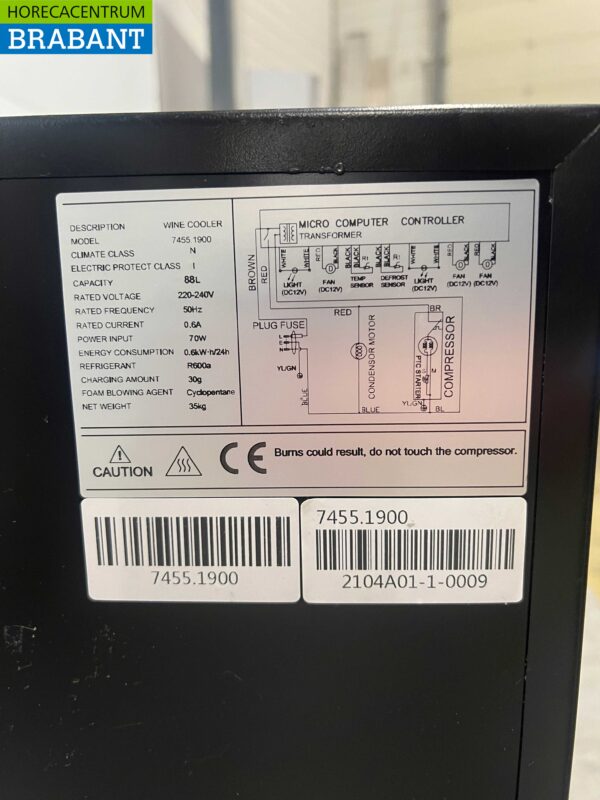 HORECACENTRUM
BRABANT
DESCRIPTION WINE COOLER
MODEL 7455.1900
CLIMATE CLASS N
ELECTRIC PROTECT CLASS I
CAPACITY 88L
RATED VOLTAGE 220-240V
RATED FREQUENCY 50Hz
RATED CURRENT 0.6A
POWER INPUT 70W
ENERGY CONSUMPTION 0.6kW·h/24h
REFRIGERANT R600a
CHARGING AMOUNT 30g
FOAM BLOWING AGENT Cyclopentane
NET WEIGHT 35kg
MICRO COMPUTER CONTROLLER
TRANSFORMER
BROWN
RED
WHITE
WHITE
RED
BLACK
BLACK
BLACK
BLACK
BLACK
WHITE
WHITE
RED
BLACK
RED
BLACK
LIGHT
(DC12V)
FAN
(DC12V)
TEMP
SENSOR
DEFROST
SENSOR
LIGHT
(DC12V)
FAN
(DC12V)
FAN
(DC12V)
RED
BR
PLUG FUSE
YL/GN
BLUE
CONDENSOR MOTOR
BLUE
PTC STARTER
COMPRESSOR
YL/GN
BL
CAUTION
CE
Burns could result, do not touch the compressor.
7455.1900
7455.1900
2104A01-1-0009